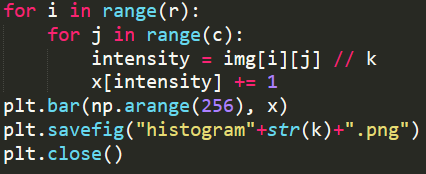 for i in range(r):
    for j in range(c):
        intensity = img[i][j] // k
        x[intensity] += 1
plt.bar(np.arange(256), x)
plt.savefig("histogram"+str(k)+".png")
plt.close()